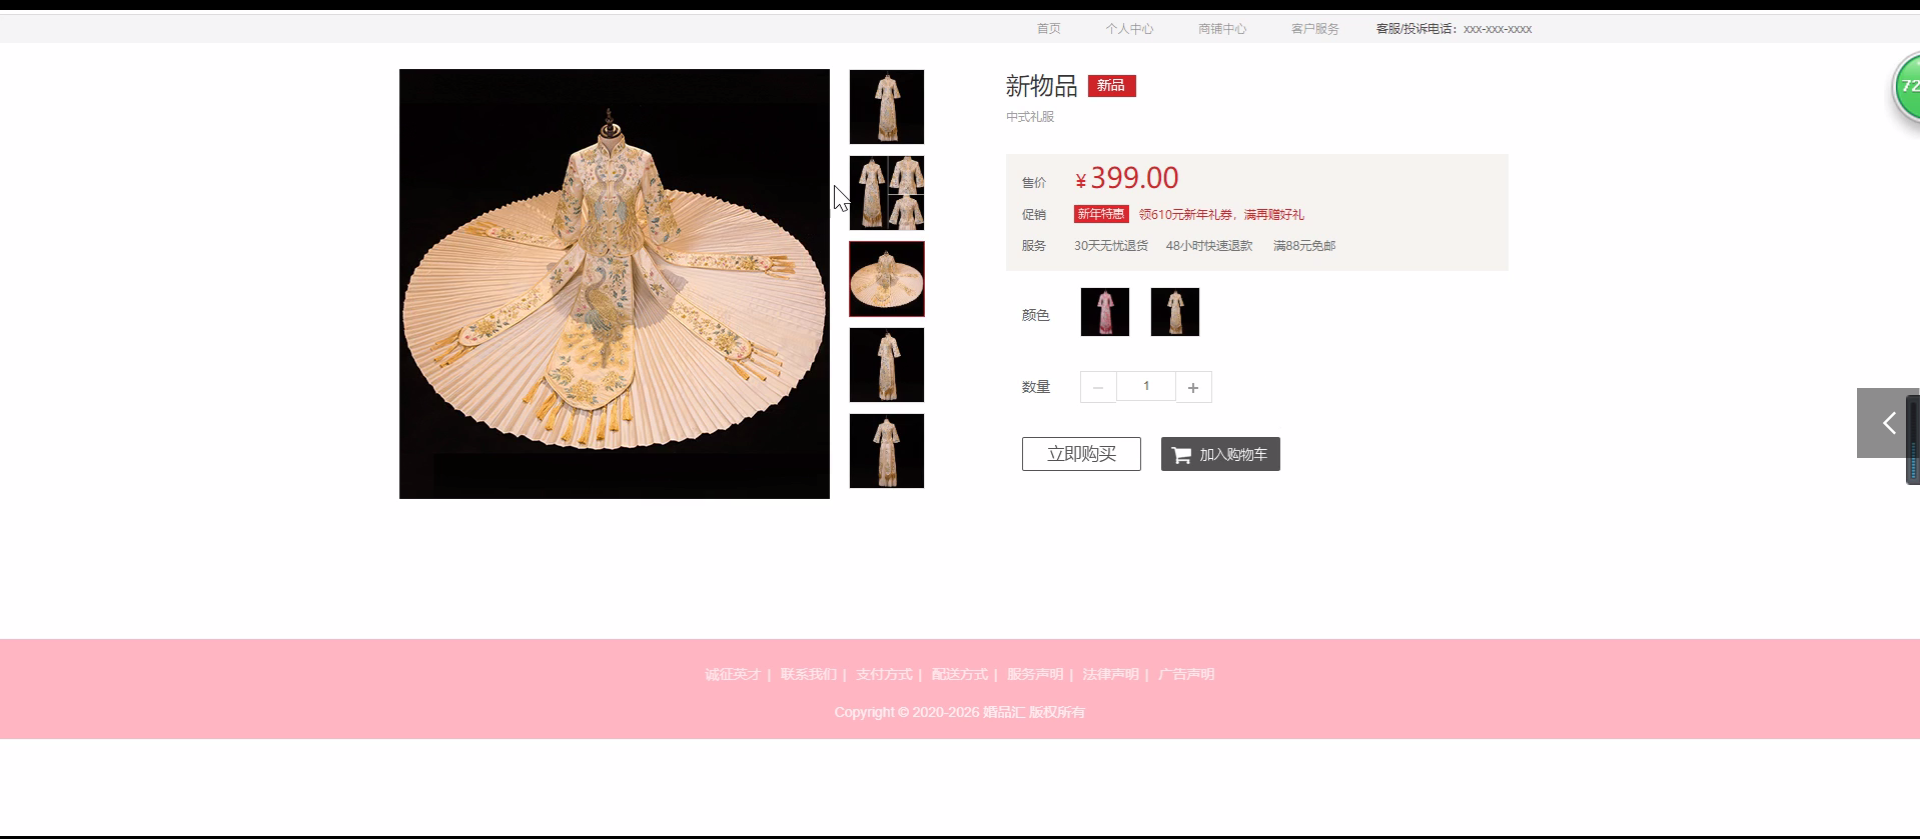 首页 个人中心 商铺中心 客户服务 客服/投诉电话：xxx-xxx-xxxx
新物品 新品
中式礼服
72
售价 ¥ 399.00
促销 新年特惠 领610元新年礼券，满再赠好礼
服务 30天无忧退货 48小时快速退款 满88元免邮
颜色
数量 － 1 ＋
立即购买 加入购物车
诚征英才 | 联系我们 | 支付方式 | 配送方式 | 服务声明 | 法律声明 | 广告声明
Copyright © 2020-2026 婚品汇 版权所有